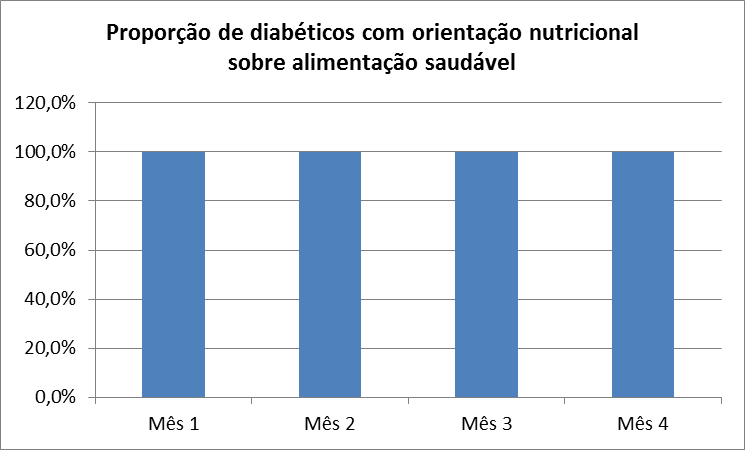 Proporção de diabéticos com orientação nutricional
sobre alimentação saudável
120,0%
100,0%
80,0%
60,0%
40,0%
20,0%
0,0%
Mês 1
Mês 2
Mês 3
Mês 4